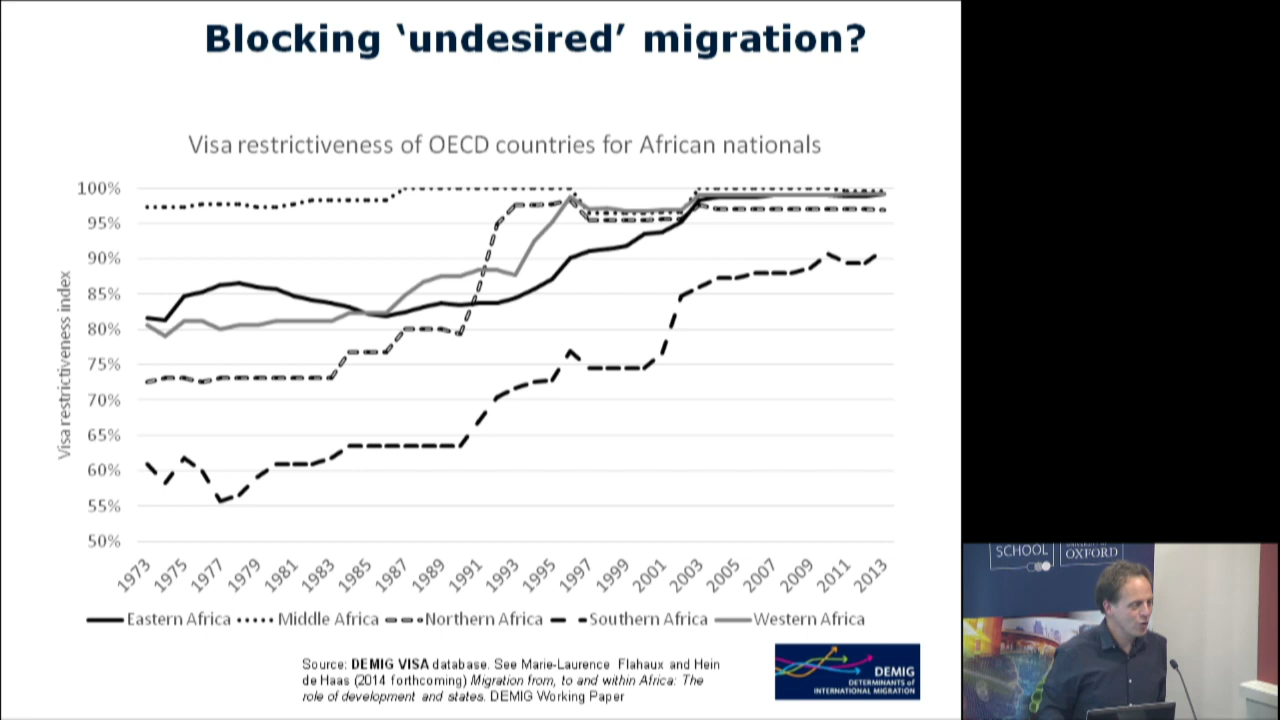 Blocking ‘undesired’ migration?
Visa restrictiveness of OECD countries for African nationals
Visa restrictiveness index
100%
95%
90%
85%
80%
75%
70%
65%
60%
55%
50%
1973
1975
1977
1979
1981
1983
1985
1987
1989
1991
1993
1995
1997
1999
2001
2003
2005
2007
2009
2011
2013
Eastern Africa Middle Africa Northern Africa Southern Africa Western Africa
Source: DEMIG VISA database. See Marie-Laurence Flahaux and Hein
de Haas (2014 forthcoming) Migration from, to and within Africa: The
role of development and states. DEMIG Working Paper
DEMIG
DETERMINANTS of
INTERNATIONAL MIGRATION
SCHOOL
OXFORD